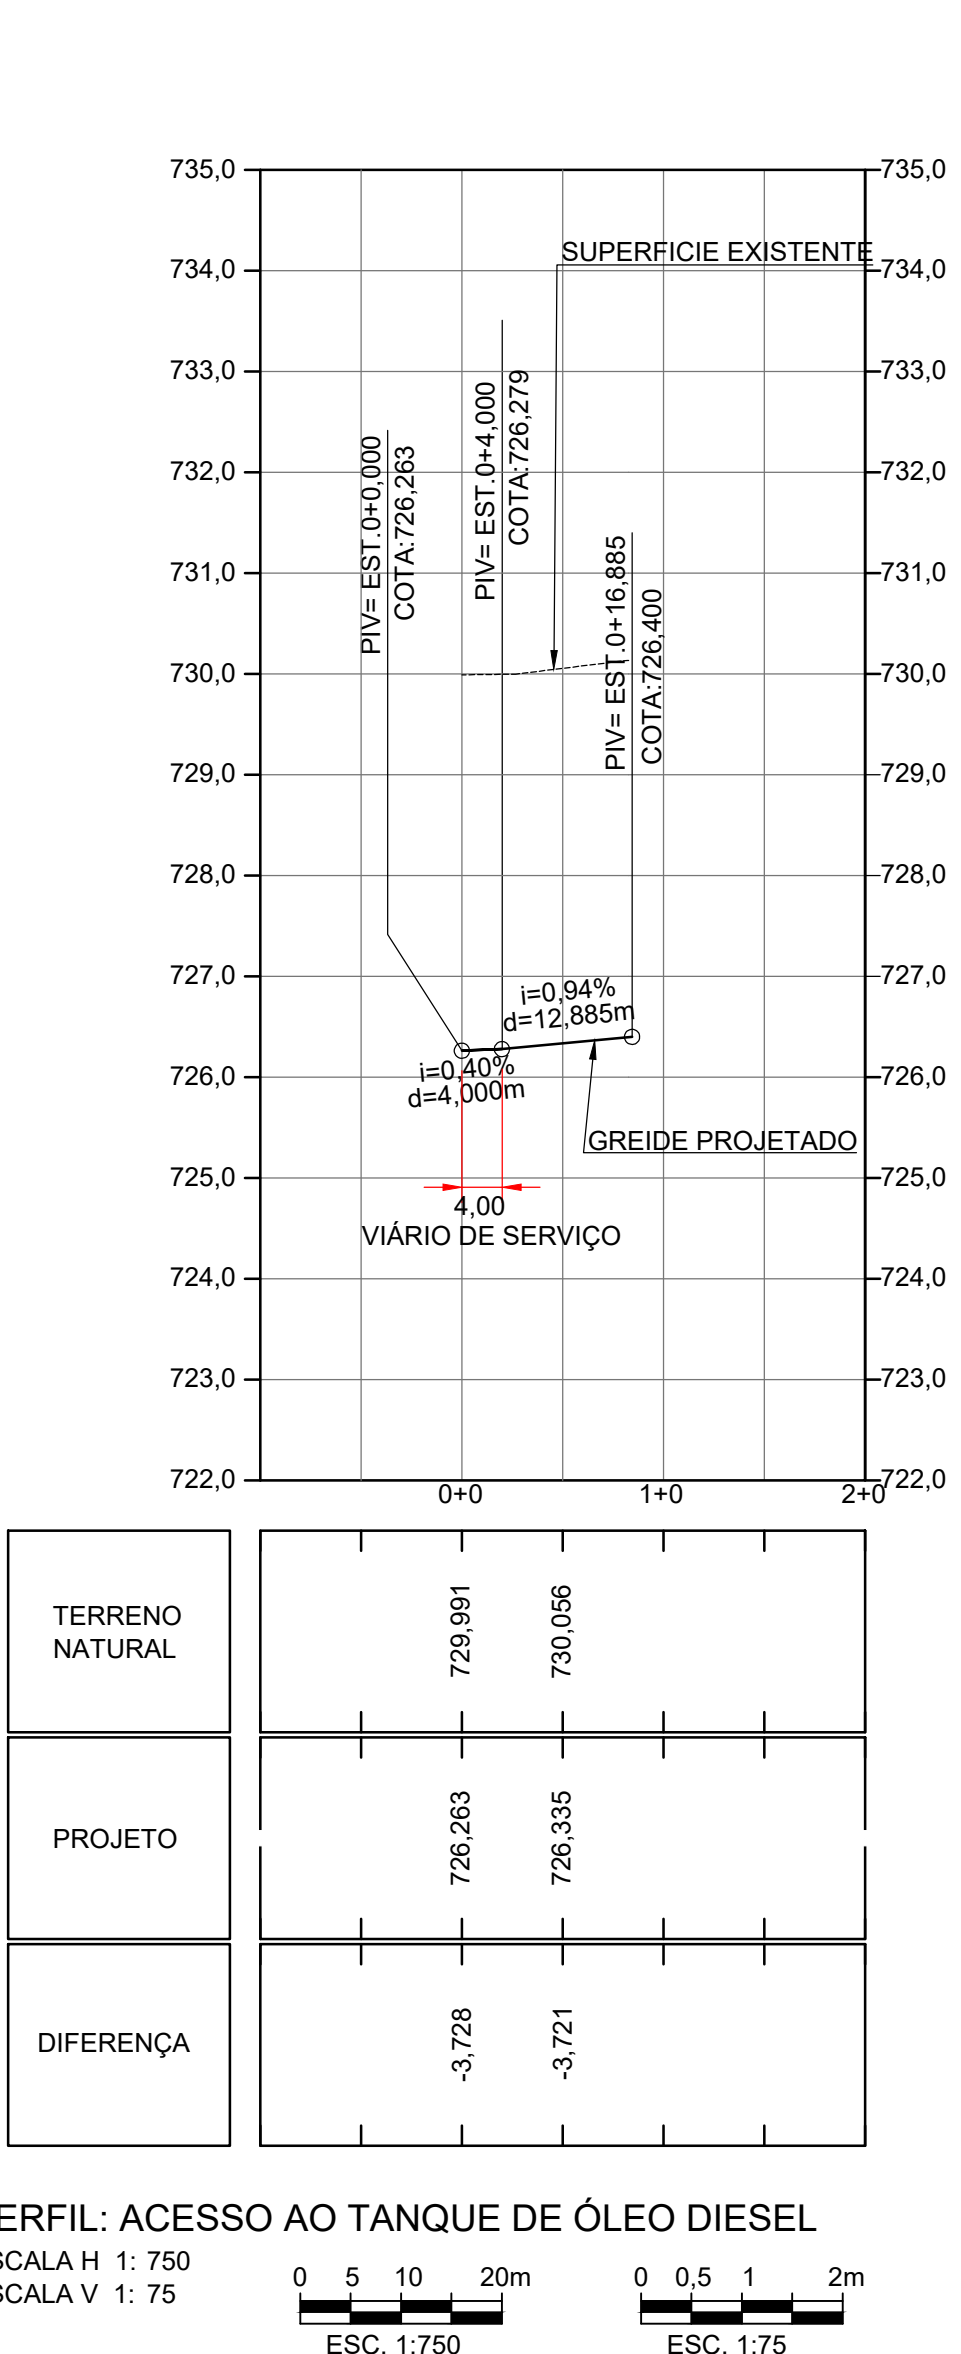 735,0
735,0
SUPERFICIE EXISTENTE
734,0
734,0
733,0
733,0
PIV= EST.0+0,000
COTA:726,263
PIV= EST.0+4,000
COTA:726,279
PIV= EST.0+16,885
COTA:726,400
732,0
732,0
731,0
731,0
730,0
730,0
729,0
729,0
728,0
728,0
727,0
727,0
i=0,94%
d=12,885m
i=0,40%
d=4,000m
726,0
726,0
GREIDE PROJETADO
725,0
725,0
4,00
VIÁRIO DE SERVIÇO
724,0
724,0
723,0
723,0
722,0
722,0
0+0
1+0
2+0
TERRENO
NATURAL
729,991
730,056
PROJETO
726,263
726,335
DIFERENÇA
-3,728
-3,721
ERFIL: ACESSO AO TANQUE DE ÓLEO DIESEL
SCALA H 1: 750
SCALA V 1: 75
0 5 10 20m
ESC. 1:750
0 0,5 1 2m
ESC. 1:75